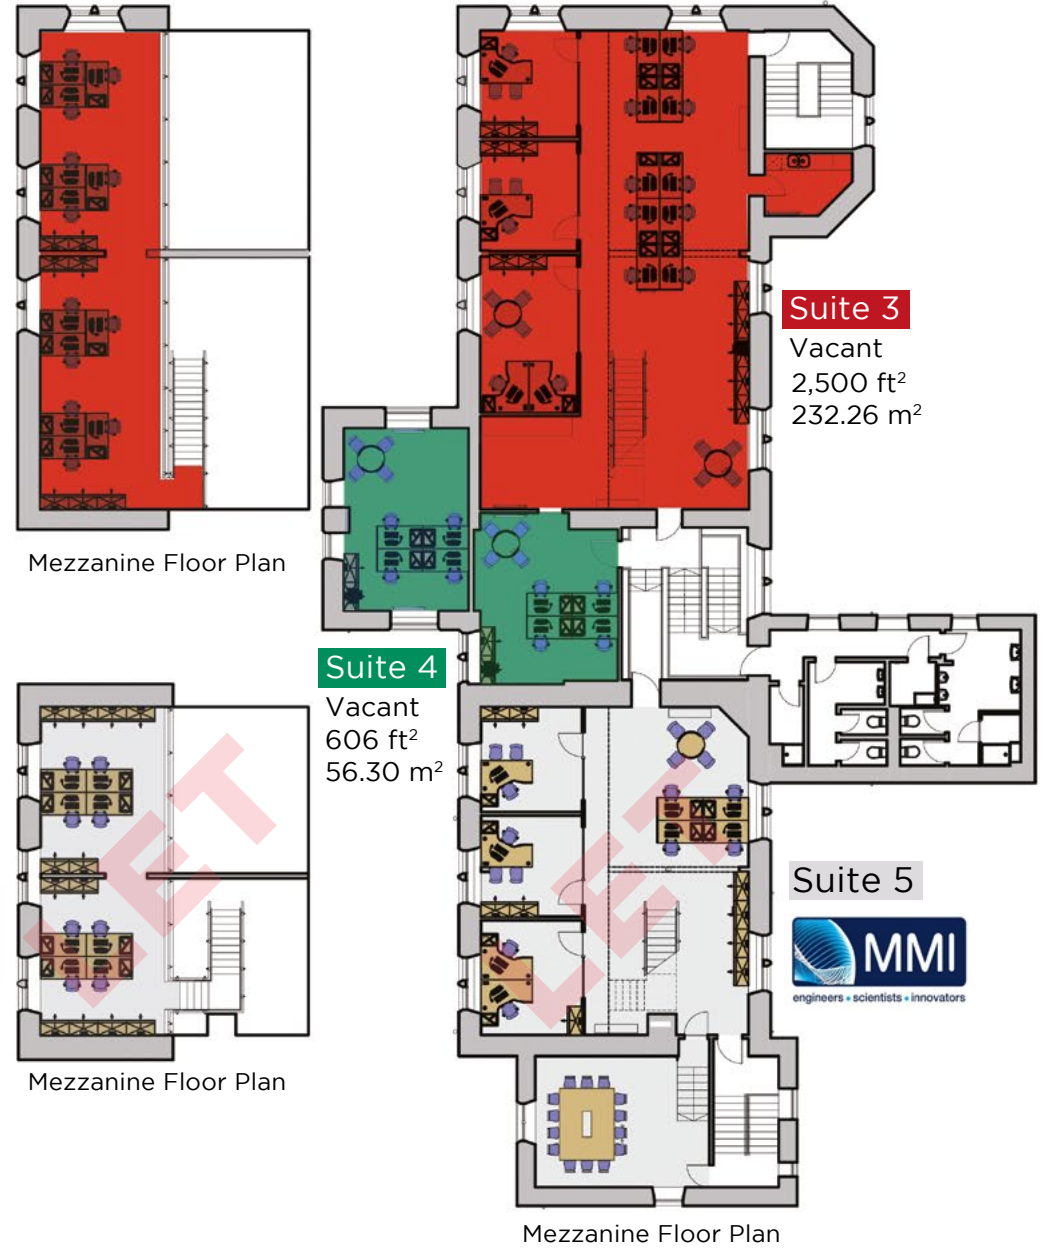 Suite 3
Vacant
2,500 ft²
232.26 m²
Mezzanine Floor Plan
Suite 4
Vacant
606 ft²
56.30 m²
LET
LET
Suite 5
MMI
engineers • scientists • innovators
Mezzanine Floor Plan
Mezzanine Floor Plan